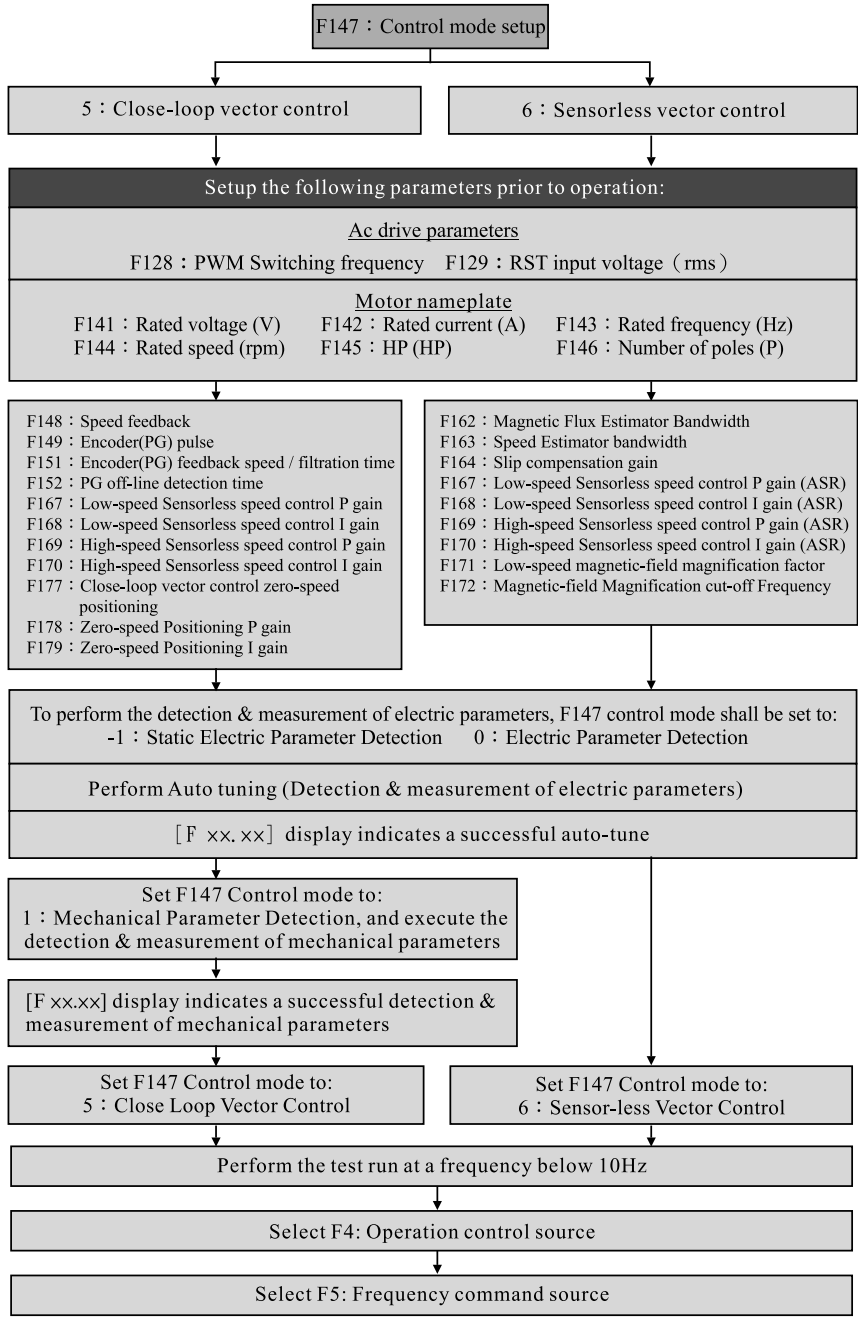 F147：Control mode setup
5：Close-loop vector control
6：Sensorless vector control
Setup the following parameters prior to operation:
Ac drive parameters
F128：PWM Switching frequency F129：RST input voltage（rms）
Motor nameplate
F141：Rated voltage (V) F142：Rated current (A) F143：Rated frequency (Hz)
F144：Rated speed (rpm) F145：HP (HP) F146：Number of poles (P)
F148：Speed feedback
F149：Encoder(PG) pulse
F151：Encoder(PG) feedback speed / filtration time
F152：PG off-line detection time
F167：Low-speed Sensorless speed control P gain
F168：Low-speed Sensorless speed control I gain
F169：High-speed Sensorless speed control P gain
F170：High-speed Sensorless speed control I gain
F177：Close-loop vector control zero-speed
positioning
F178：Zero-speed Positioning P gain
F179：Zero-speed Positioning I gain
F162：Magnetic Flux Estimator Bandwidth
F163：Speed Estimator bandwidth
F164：Slip compensation gain
F167：Low-speed Sensorless speed control P gain (ASR)
F168：Low-speed Sensorless speed control I gain (ASR)
F169：High-speed Sensorless speed control P gain (ASR)
F170：High-speed Sensorless speed control I gain (ASR)
F171：Low-speed magnetic-field magnification factor
F172：Magnetic-field Magnification cut-off Frequency
To perform the detection & measurement of electric parameters, F147 control mode shall be set to:
-1：Static Electric Parameter Detection 0：Electric Parameter Detection
Perform Auto tuning (Detection & measurement of electric parameters)
[F xx.xx] display indicates a successful auto-tune
Set F147 Control mode to:
1：Mechanical Parameter Detection, and execute the
detection & measurement of mechanical parameters
[F xx.xx] display indicates a successful detection &
measurement of mechanical parameters
Set F147 Control mode to:
5：Close Loop Vector Control
Set F147 Control mode to:
6：Sensor-less Vector Control
Perform the test run at a frequency below 10Hz
Select F4: Operation control source
Select F5: Frequency command source